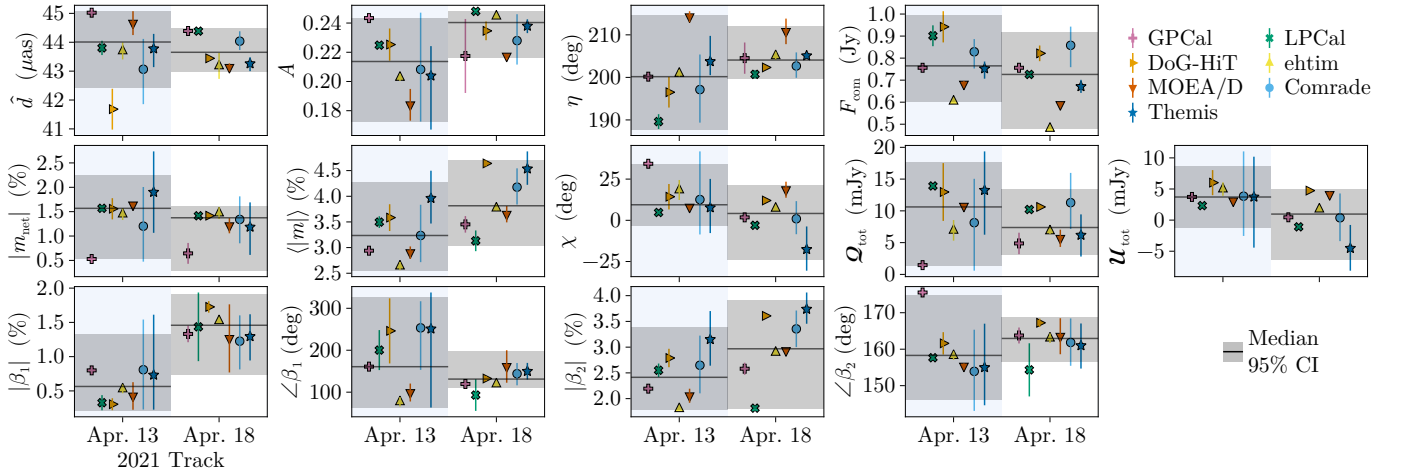 45
44
43
42
41
d̂ (μas)
0.24
0.22
0.20
0.18
A
210
200
190
η (deg)
1.0
0.9
0.8
0.7
0.6
0.5
F_com (Jy)
GPCal
DoG-HiT
MOEA/D
Themis
LPCal
ehtim
Comrade
2.5
2.0
1.5
1.0
0.5
|m_net| (%)
4.5
4.0
3.5
3.0
2.5
⟨|m|⟩ (%)
25
0
−25
χ (deg)
20
15
10
5
0
Q_tot (mJy)
10
5
0
−5
U_tot (mJy)
2.0
1.5
1.0
0.5
|β₁| (%)
300
200
100
∠β₁ (deg)
4.0
3.5
3.0
2.5
2.0
|β₂| (%)
170
160
150
∠β₂ (deg)
Median
95% CI
Apr. 13 Apr. 18
Apr. 13 Apr. 18
Apr. 13 Apr. 18
Apr. 13 Apr. 18
2021 Track